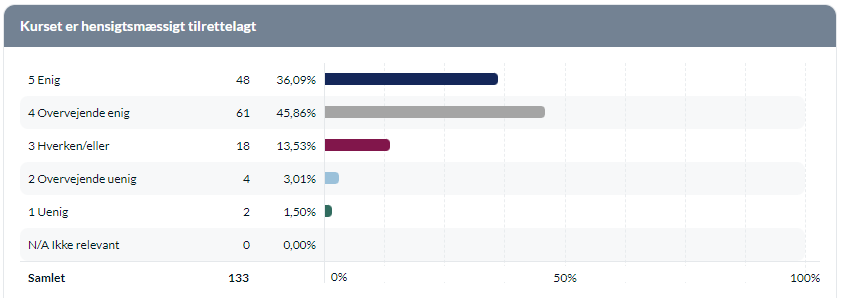 Kurset er hensigtsmæssigt tilrettelagt
5 Enig 48 36,09%
4 Overvejende enig 61 45,86%
3 Hverken/eller 18 13,53%
2 Overvejende uenig 4 3,01%
1 Uenig 2 1,50%
N/A Ikke relevant 0 0,00%
Samlet 133 0% 50% 100%